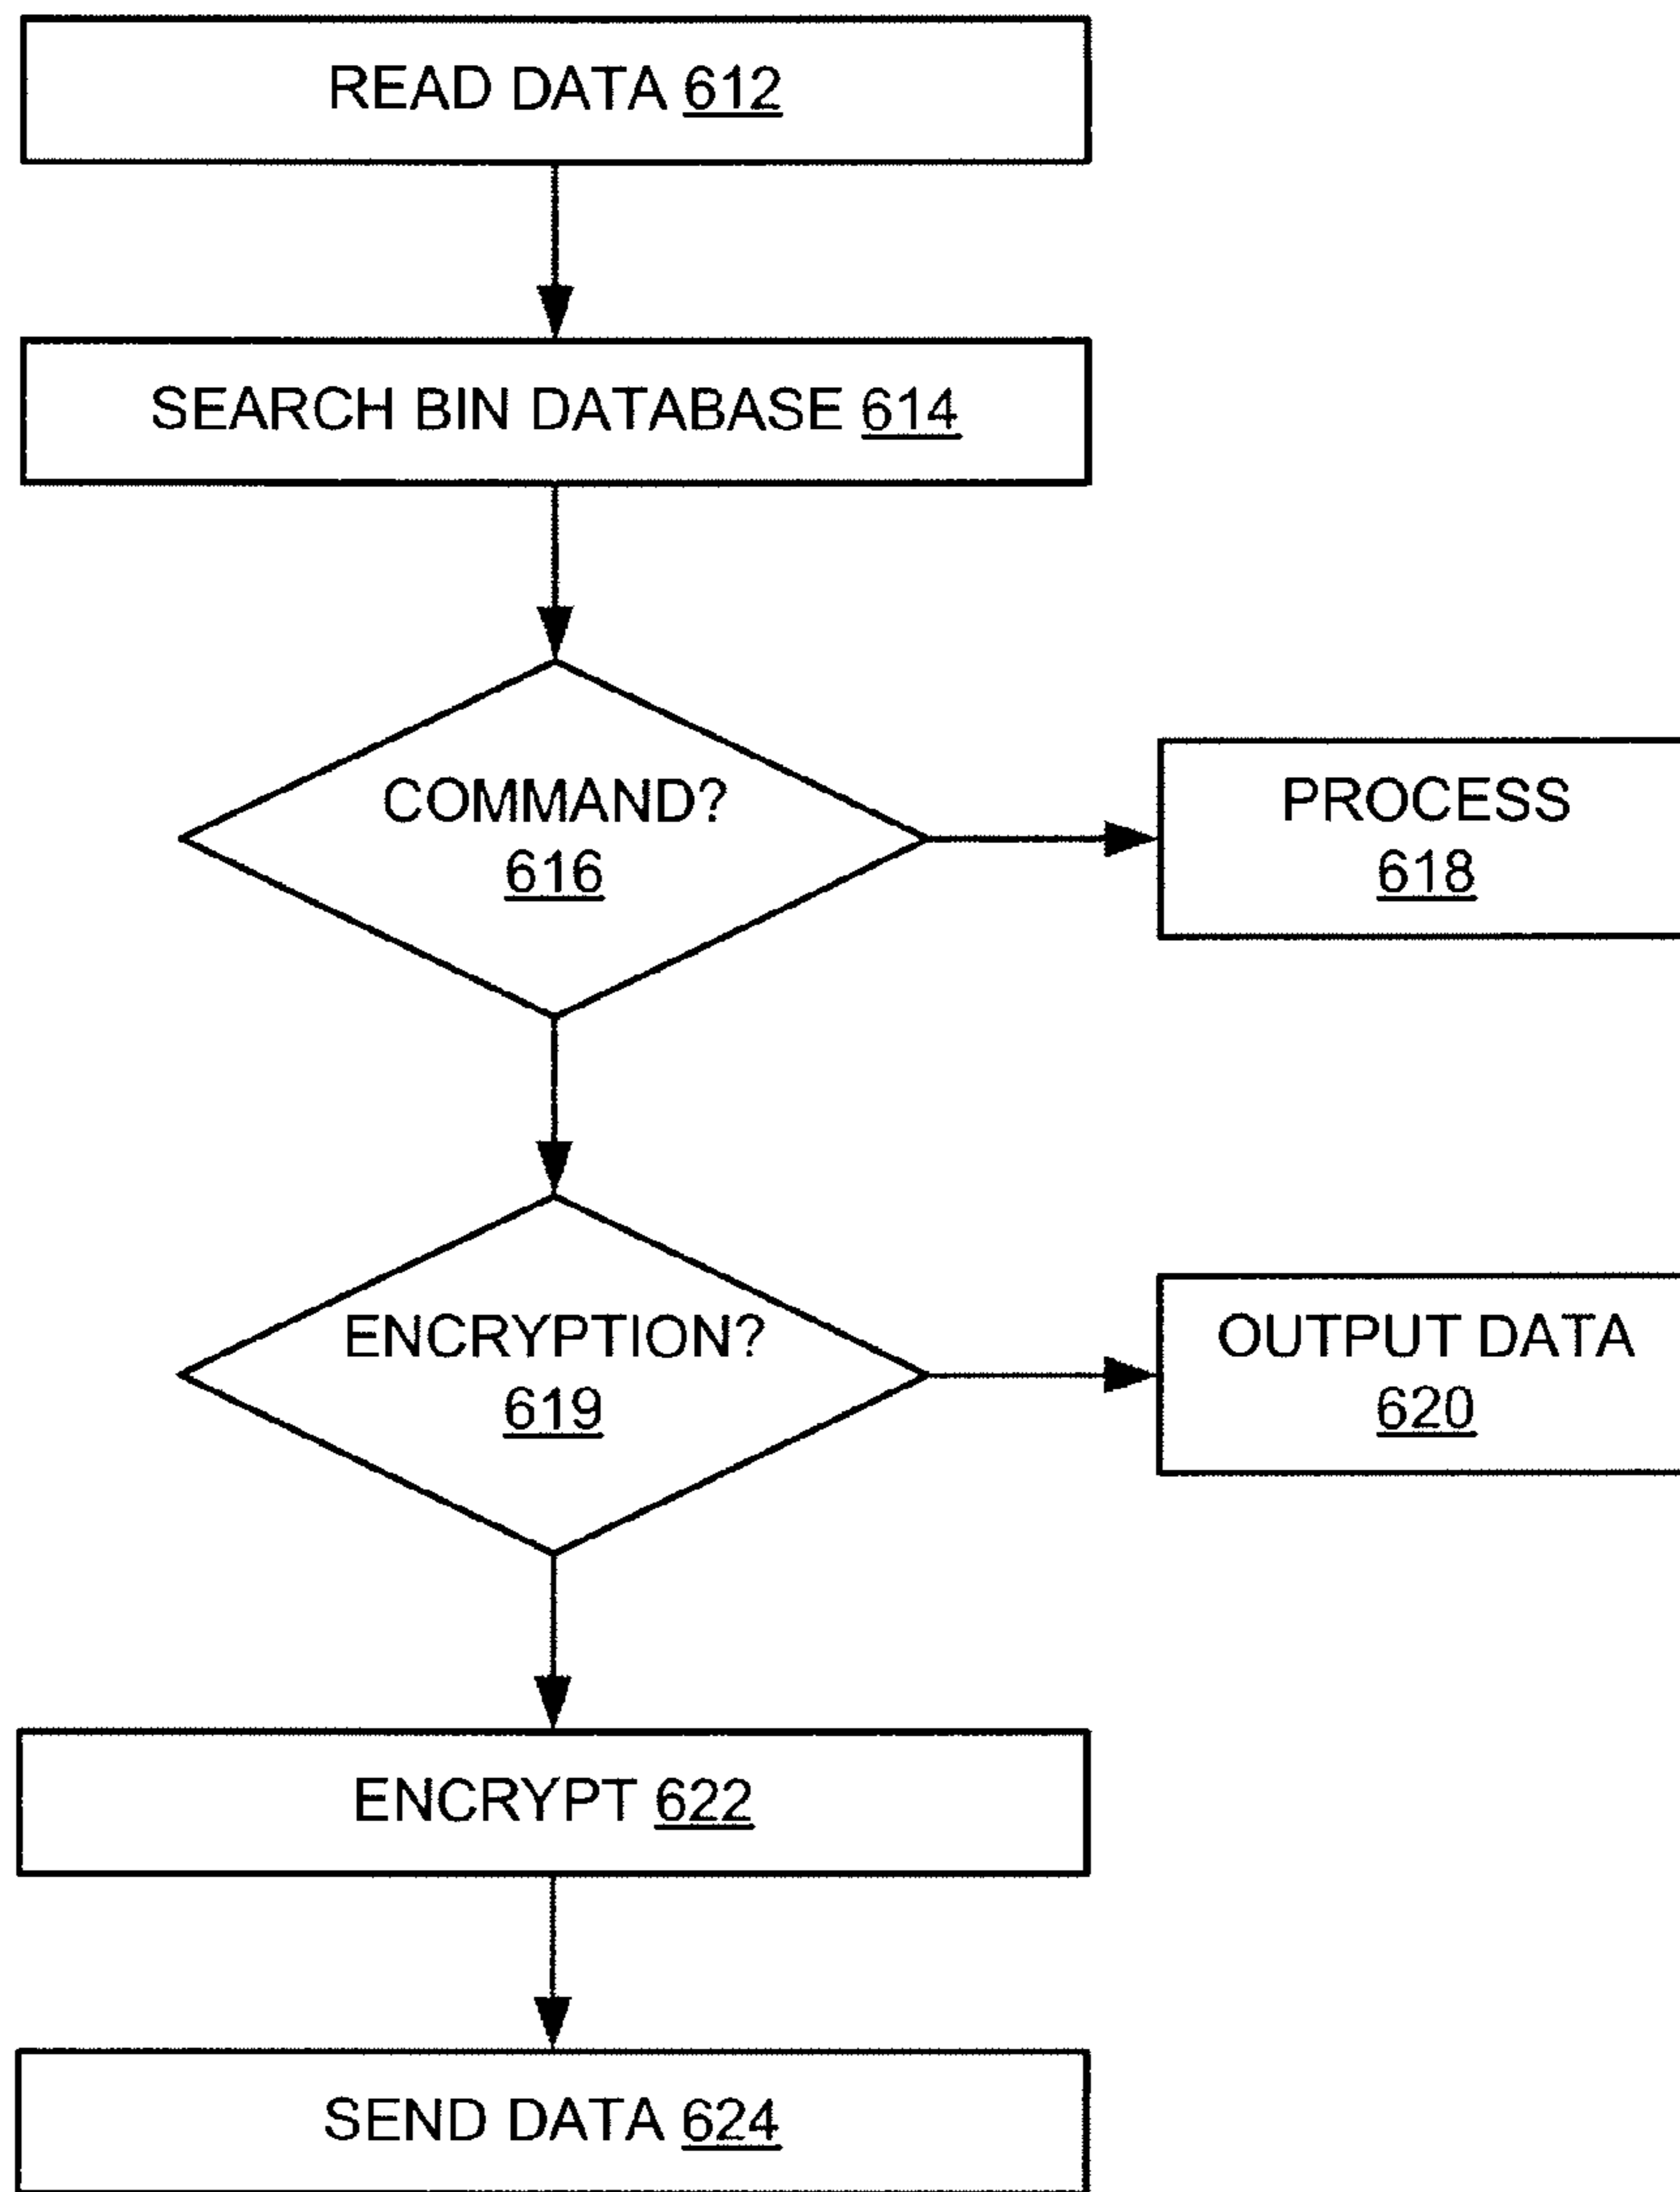 READ DATA 612
SEARCH BIN DATABASE 614
COMMAND?
616
PROCESS
618
ENCRYPTION?
619
OUTPUT DATA
620
ENCRYPT 622
SEND DATA 624